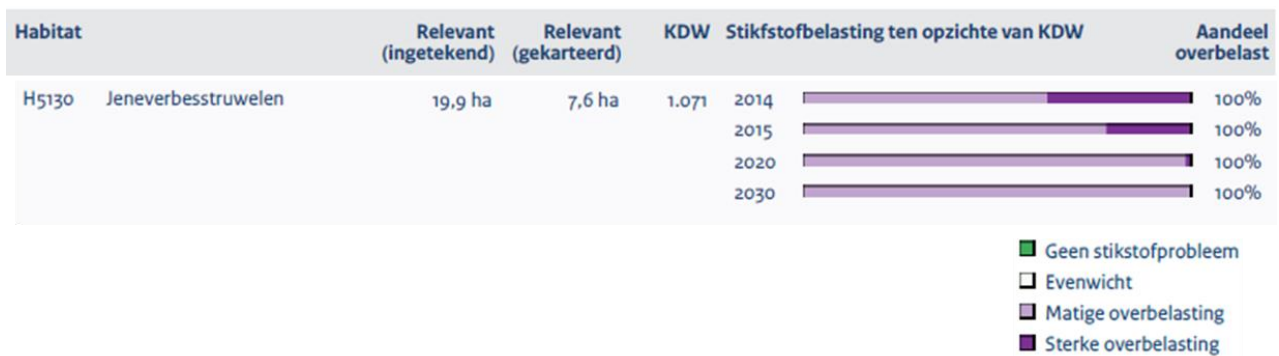 Habitat Relevant (ingetekend) Relevant (gekarteerd) KDW Stikfstofbelasting ten opzichte van KDW Aandeel overbelast
H5130 Jeneverbesstruwelen 19,9 ha 7,6 ha 1.071 2014 100%
2015 100%
2020 100%
2030 100%
Geen stikstofprobleem
Evenwicht
Matige overbelasting
Sterke overbelasting